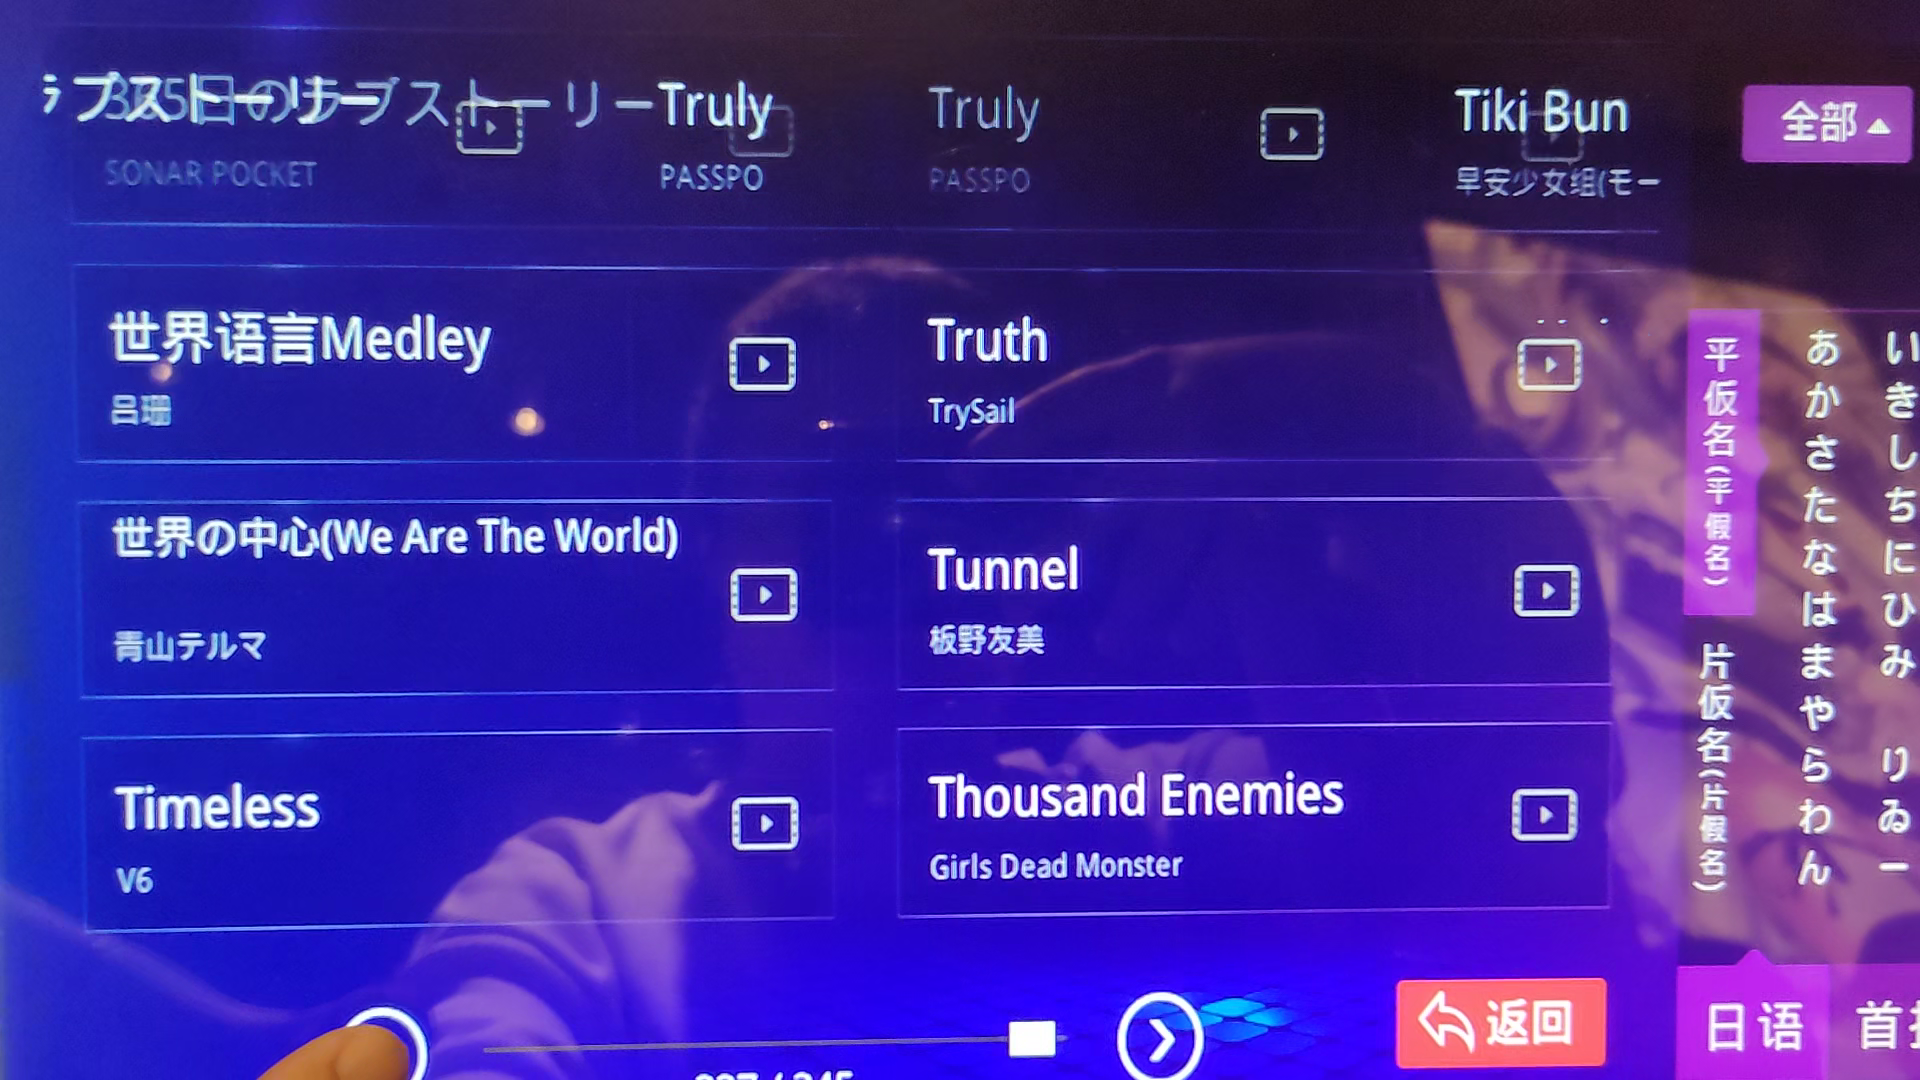 365日のラブストーリー
SONAR POCKET
Truly
PASSPO
Truly
PASSPO
Tiki Bun
早安少女组(モー
全部
世界语言Medley
吕珊
Truth
TrySail
世界の中心(We Are The World)
青山テルマ
Tunnel
板野友美
Timeless
V6
Thousand Enemies
Girls Dead Monster
平仮名(平假名)
片仮名(片假名)
あ い
か き
さ し
た ち
な に
は ひ
ま み
や
ら り
わ ゐ
ん ー
返回
日语
首